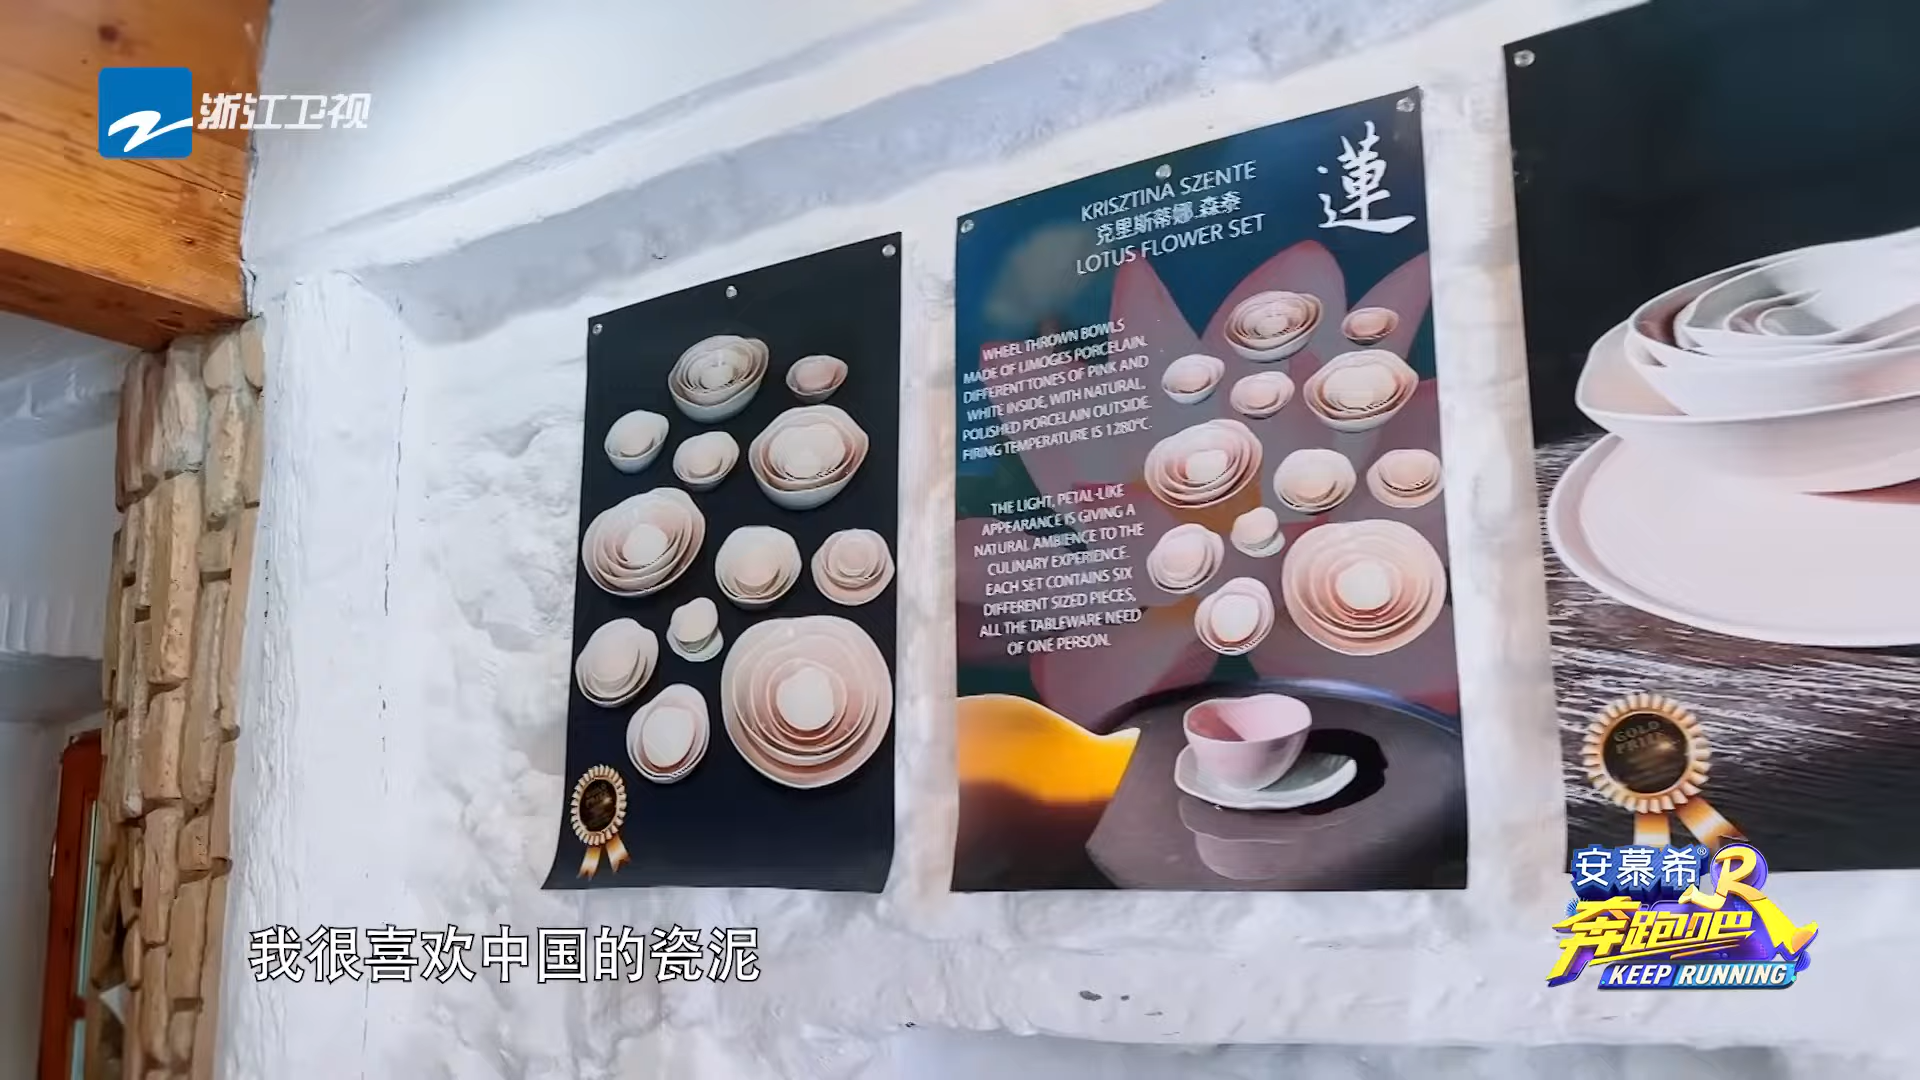 浙江卫视
KRISZTINA SZENTE
克里斯蒂娜.森泰
LOTUS FLOWER SET
蓮
WHEEL THROWN BOWLS
MADE OF LIMOGES PORCELAIN.
DIFFERENT TONES OF PINK AND
WHITE INSIDE, WITH NATURAL,
POLISHED PORCELAIN OUTSIDE.
FIRING TEMPERATURE IS 1280°C.
THE LIGHT, PETAL-LIKE
APPEARANCE IS GIVING A
NATURAL AMBIENCE TO THE
CULINARY EXPERIENCE.
EACH SET CONTAINS SIX
DIFFERENT SIZED PIECES,
ALL THE TABLEWARE NEED
OF ONE PERSON.
GOLD
PRIZE
我很喜欢中国的瓷泥
安慕希®
奔跑吧
KEEP RUNNING